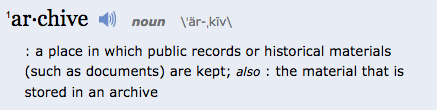 ¹ar·chive noun \ˈär-ˌkīv\
: a place in which public records or historical materials
(such as documents) are kept; also : the material that is
stored in an archive